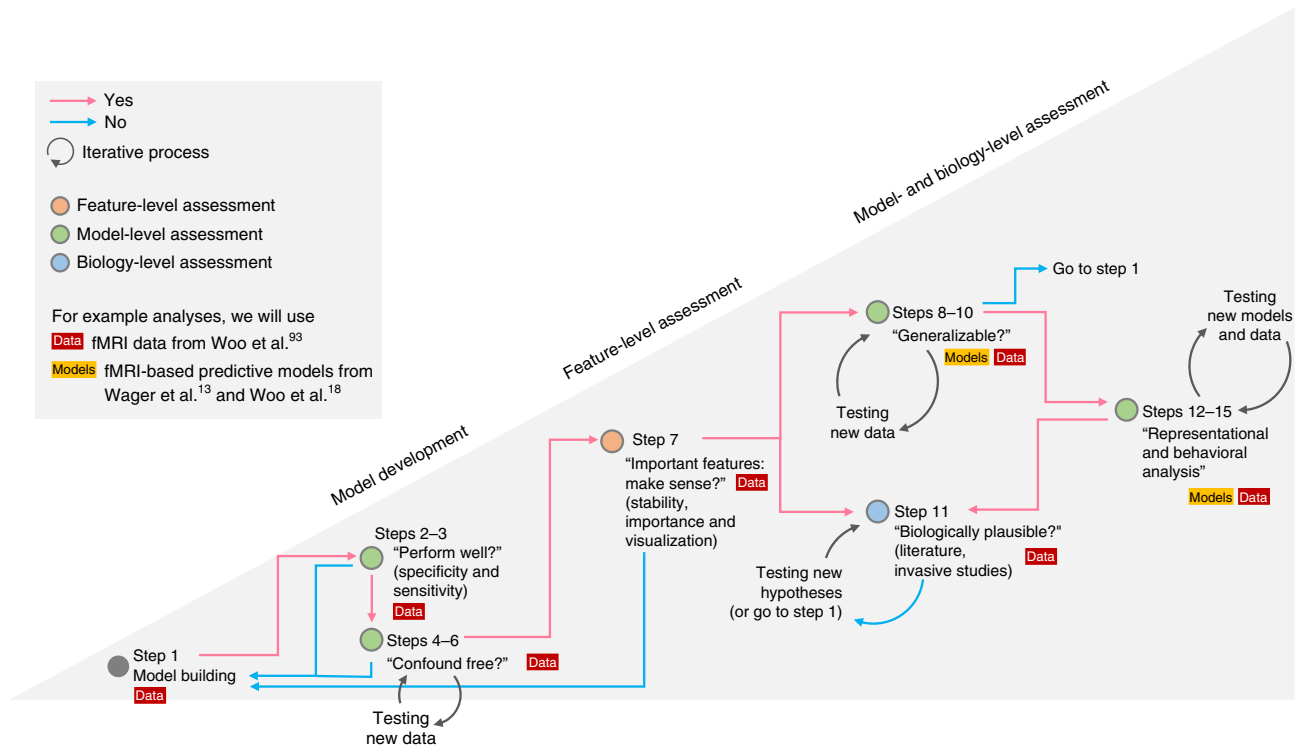 Yes
No
Iterative process
Feature-level assessment
Model-level assessment
Biology-level assessment
For example analyses, we will use
Data fMRI data from Woo et al.93
Models fMRI-based predictive models from
Wager et al.13 and Woo et al.18
Model development
Feature-level assessment
Model- and biology-level assessment
Step 1
Model building
Data
Steps 2–3
“Perform well?”
(specificity and
sensitivity)
Data
Steps 4–6
“Confound free?” Data
Testing
new data
Step 7
“Important features:
make sense?” Data
(stability,
importance and
visualization)
Steps 8–10
“Generalizable?”
Models Data
Testing
new data
Go to step 1
Step 11
“Biologically plausible?"
(literature,
invasive studies) Data
Testing new
hypotheses
(or go to step 1)
Testing
new models
and data
Steps 12–15
“Representational
and behavioral
analysis”
Models Data